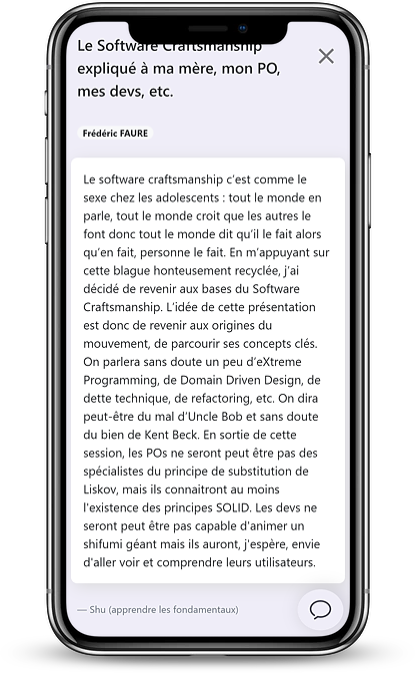 Le Software Craftsmanship
expliqué à ma mère, mon PO,
mes devs, etc.
Frédéric FAURE
Le software craftsmanship c'est comme le
sexe chez les adolescents : tout le monde en
parle, tout le monde croit que les autres le
font donc tout le monde dit qu'il le fait alors
qu'en fait, personne le fait. En m'appuyant sur
cette blague honteusement recyclée, j'ai
décidé de revenir aux bases du Software
Craftsmanship. L'idée de cette présentation
est donc de revenir aux origines du
mouvement, de parcourir ses concepts clés.
On parlera sans doute un peu d'eXtreme
Programming, de Domain Driven Design, de
dette technique, de refactoring, etc. On dira
peut-être du mal d'Uncle Bob et sans doute
du bien de Kent Beck. En sortie de cette
session, les POs ne seront peut être pas des
spécialistes du principe de substitution de
Liskov, mais ils connaitront au moins
l'existence des principes SOLID. Les devs ne
seront peut être pas capable d'animer un
shifumi géant mais ils auront, j'espère, envie
d'aller voir et comprendre leurs utilisateurs.
— Shu (apprendre les fondamentaux)